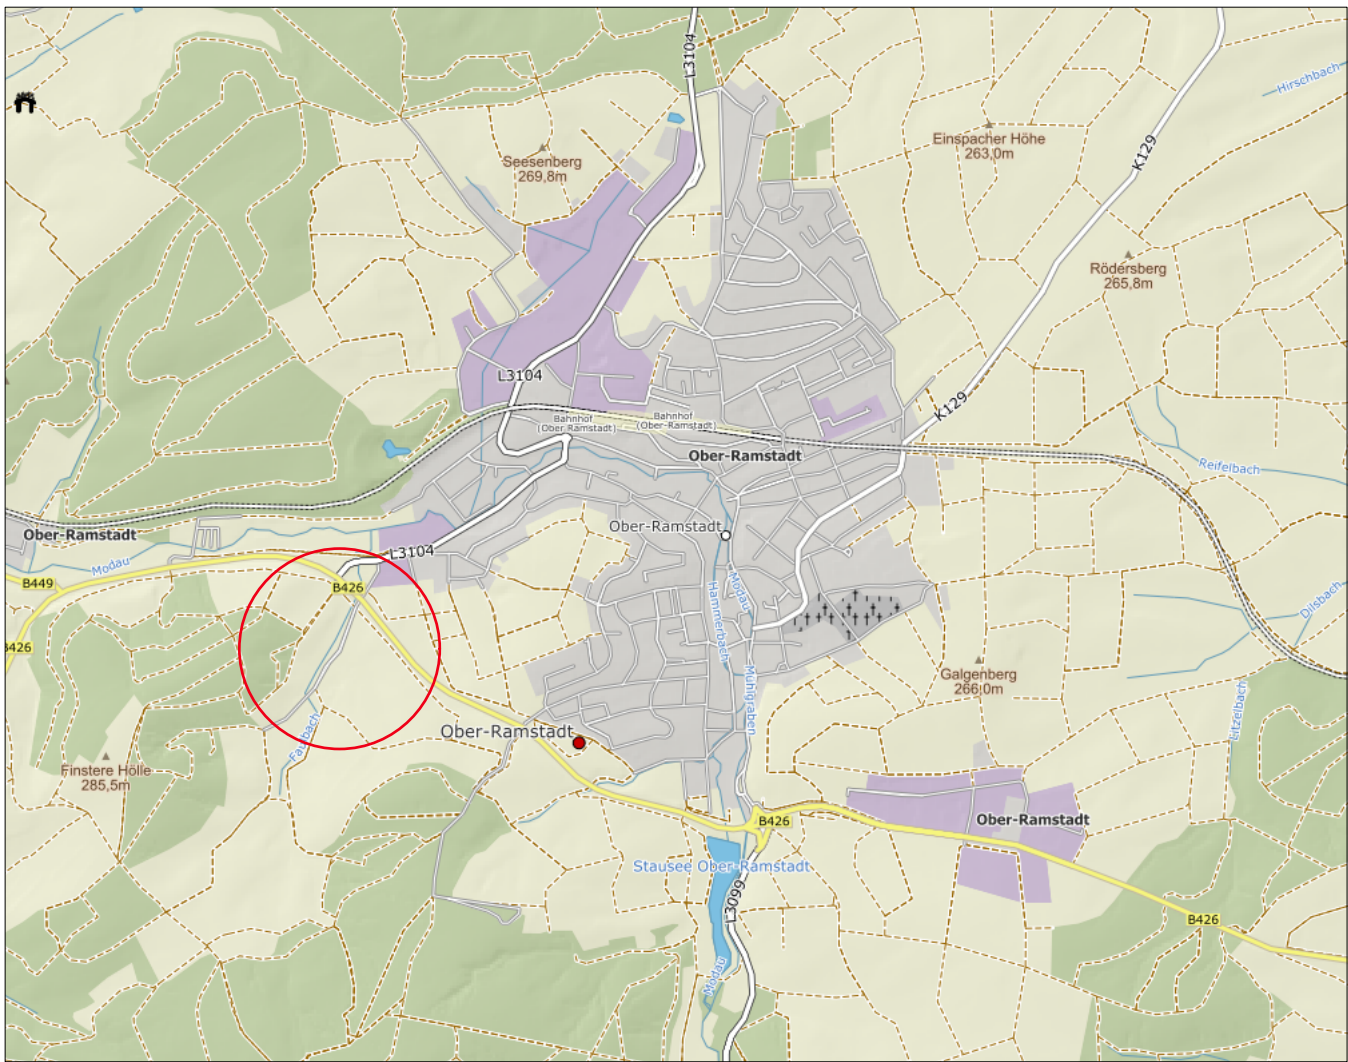 L3104
Hirschbach
Einspacher Höhe
263,0m
K129
Seesenberg
269,8m
Rödersberg
265,8m
L3104
K129
Bahnhof
(Ober Ramstadt)
Bahnhof
(Ober-Ramstadt)
Ober-Ramstadt
Reifelbach
Ober-Ramstadt
Ober-Ramstadt
L3104
Modau
B449
B426
B426
Modau
Hammerbach
Dilsbach
Mühlgraben
Galgenberg
266,0m
Faulbach
Ober-Ramstadt
Finstere Hölle
285,5m
B426
Ober-Ramstadt
Stausee Ober-Ramstadt
L3099
B426
Modau